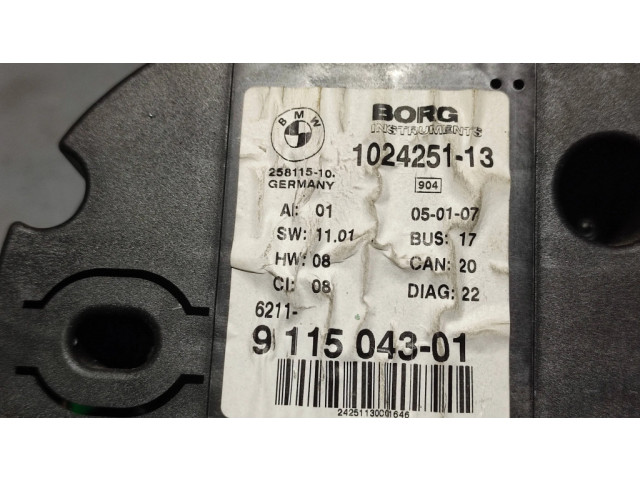 BMW
BORG
INSTRUMENTS
1024251-13
258115-10.
GERMANY
904
AI: 01
05-01-07
SW: 11.01
BUS: 17
HW: 08
CAN: 20
CI: 08
DIAG: 22
6211-
9 115 043-01
24251130001646